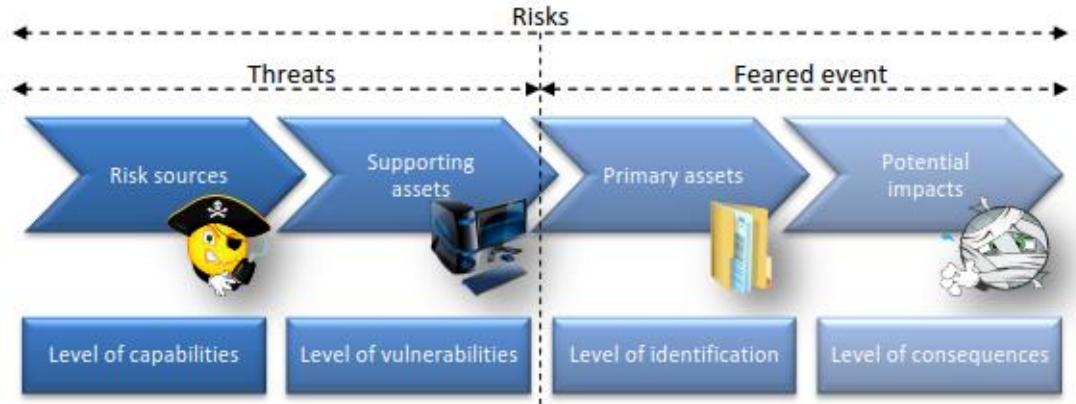 Risks
Threats
Feared event
Risk sources
Supporting
assets
Primary assets
Potential
impacts
Level of capabilities
Level of vulnerabilities
Level of identification
Level of consequences